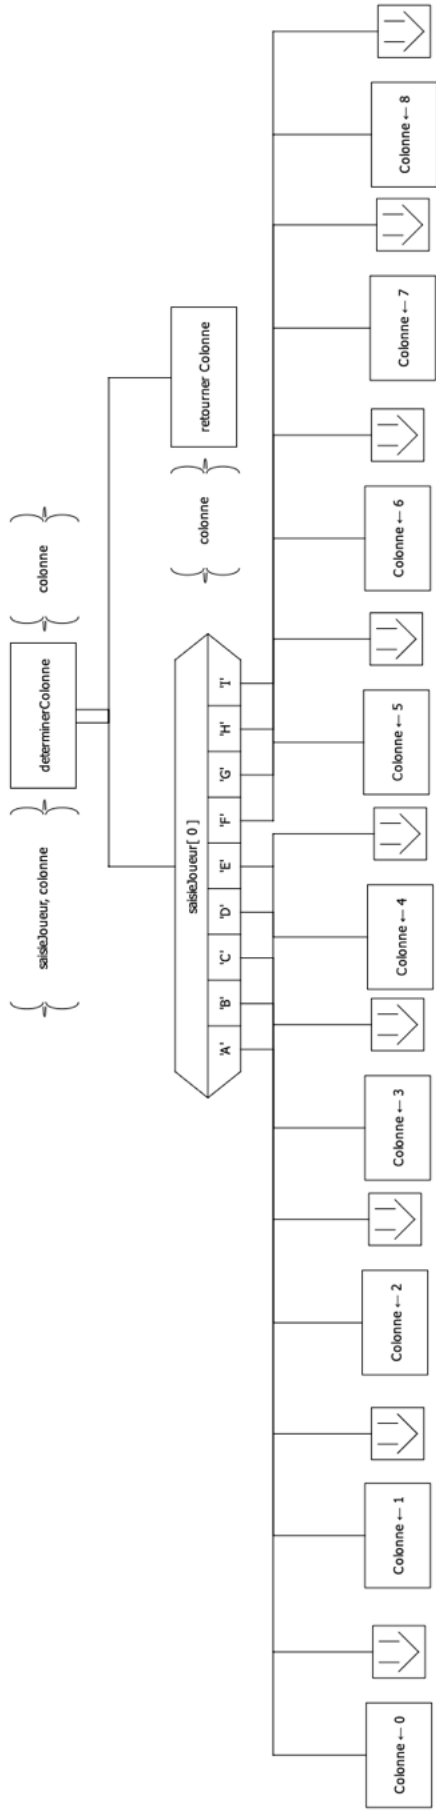 saisieJoueur, colonne
determinerColonne
colonne
saisieJoueur[ 0 ]
'A'
'B'
'C'
'D'
'E'
'F'
'G'
'H'
'I'
colonne
retourner Colonne
Colonne ← 0
Colonne ← 1
Colonne ← 2
Colonne ← 3
Colonne ← 4
Colonne ← 5
Colonne ← 6
Colonne ← 7
Colonne ← 8